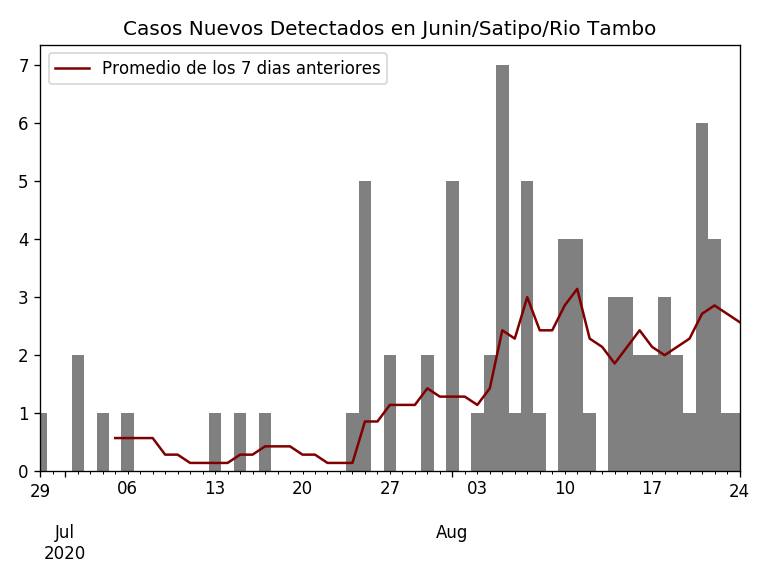 Casos Nuevos Detectados en Junin/Satipo/Rio Tambo
Promedio de los 7 dias anteriores
7
6
5
4
3
2
1
0
29 06 13 20 27 03 10 17 24
Jul Aug
2020